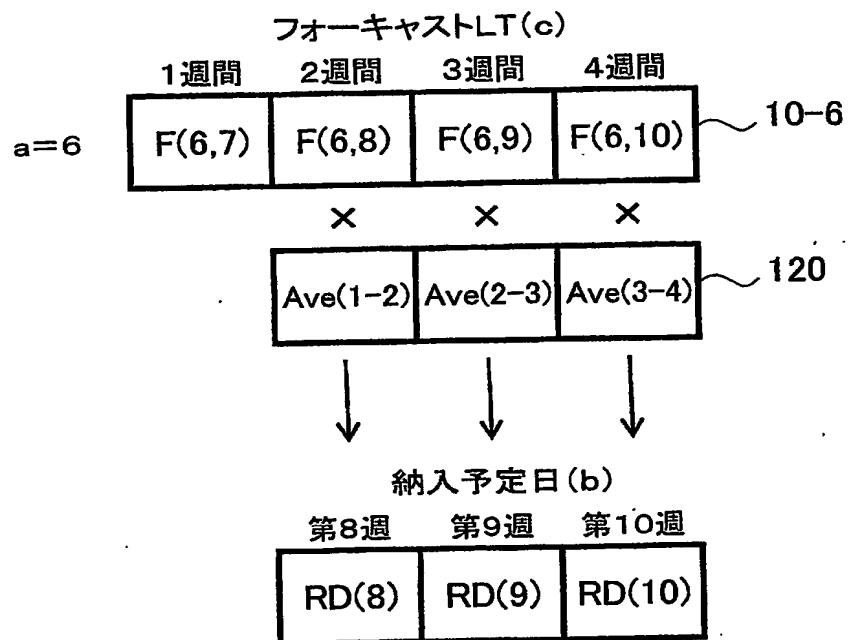 フォーキャストLT(c)
1週間 2週間 3週間 4週間
a=6 F(6,7) F(6,8) F(6,9) F(6,10) 10-6
× × ×
Ave(1-2) Ave(2-3) Ave(3-4) 120
納入予定日(b)
第8週 第9週 第10週
RD(8) RD(9) RD(10)